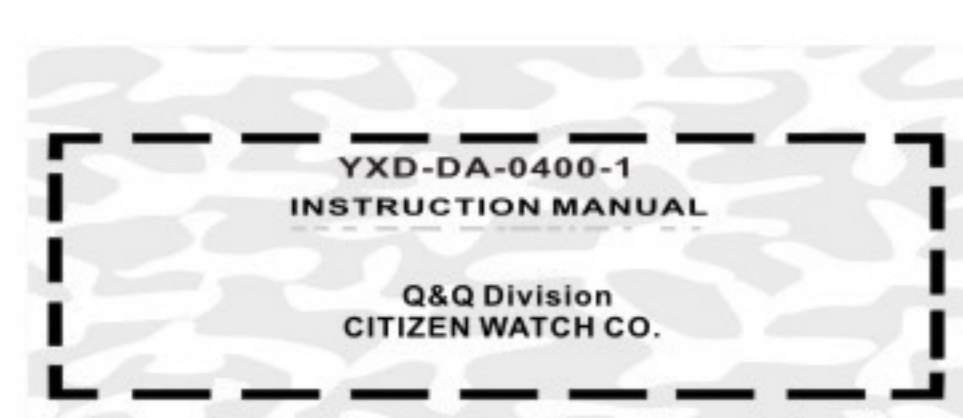 YXD-DA-0400-1
INSTRUCTION MANUAL
Q&Q Division
CITIZEN WATCH CO.